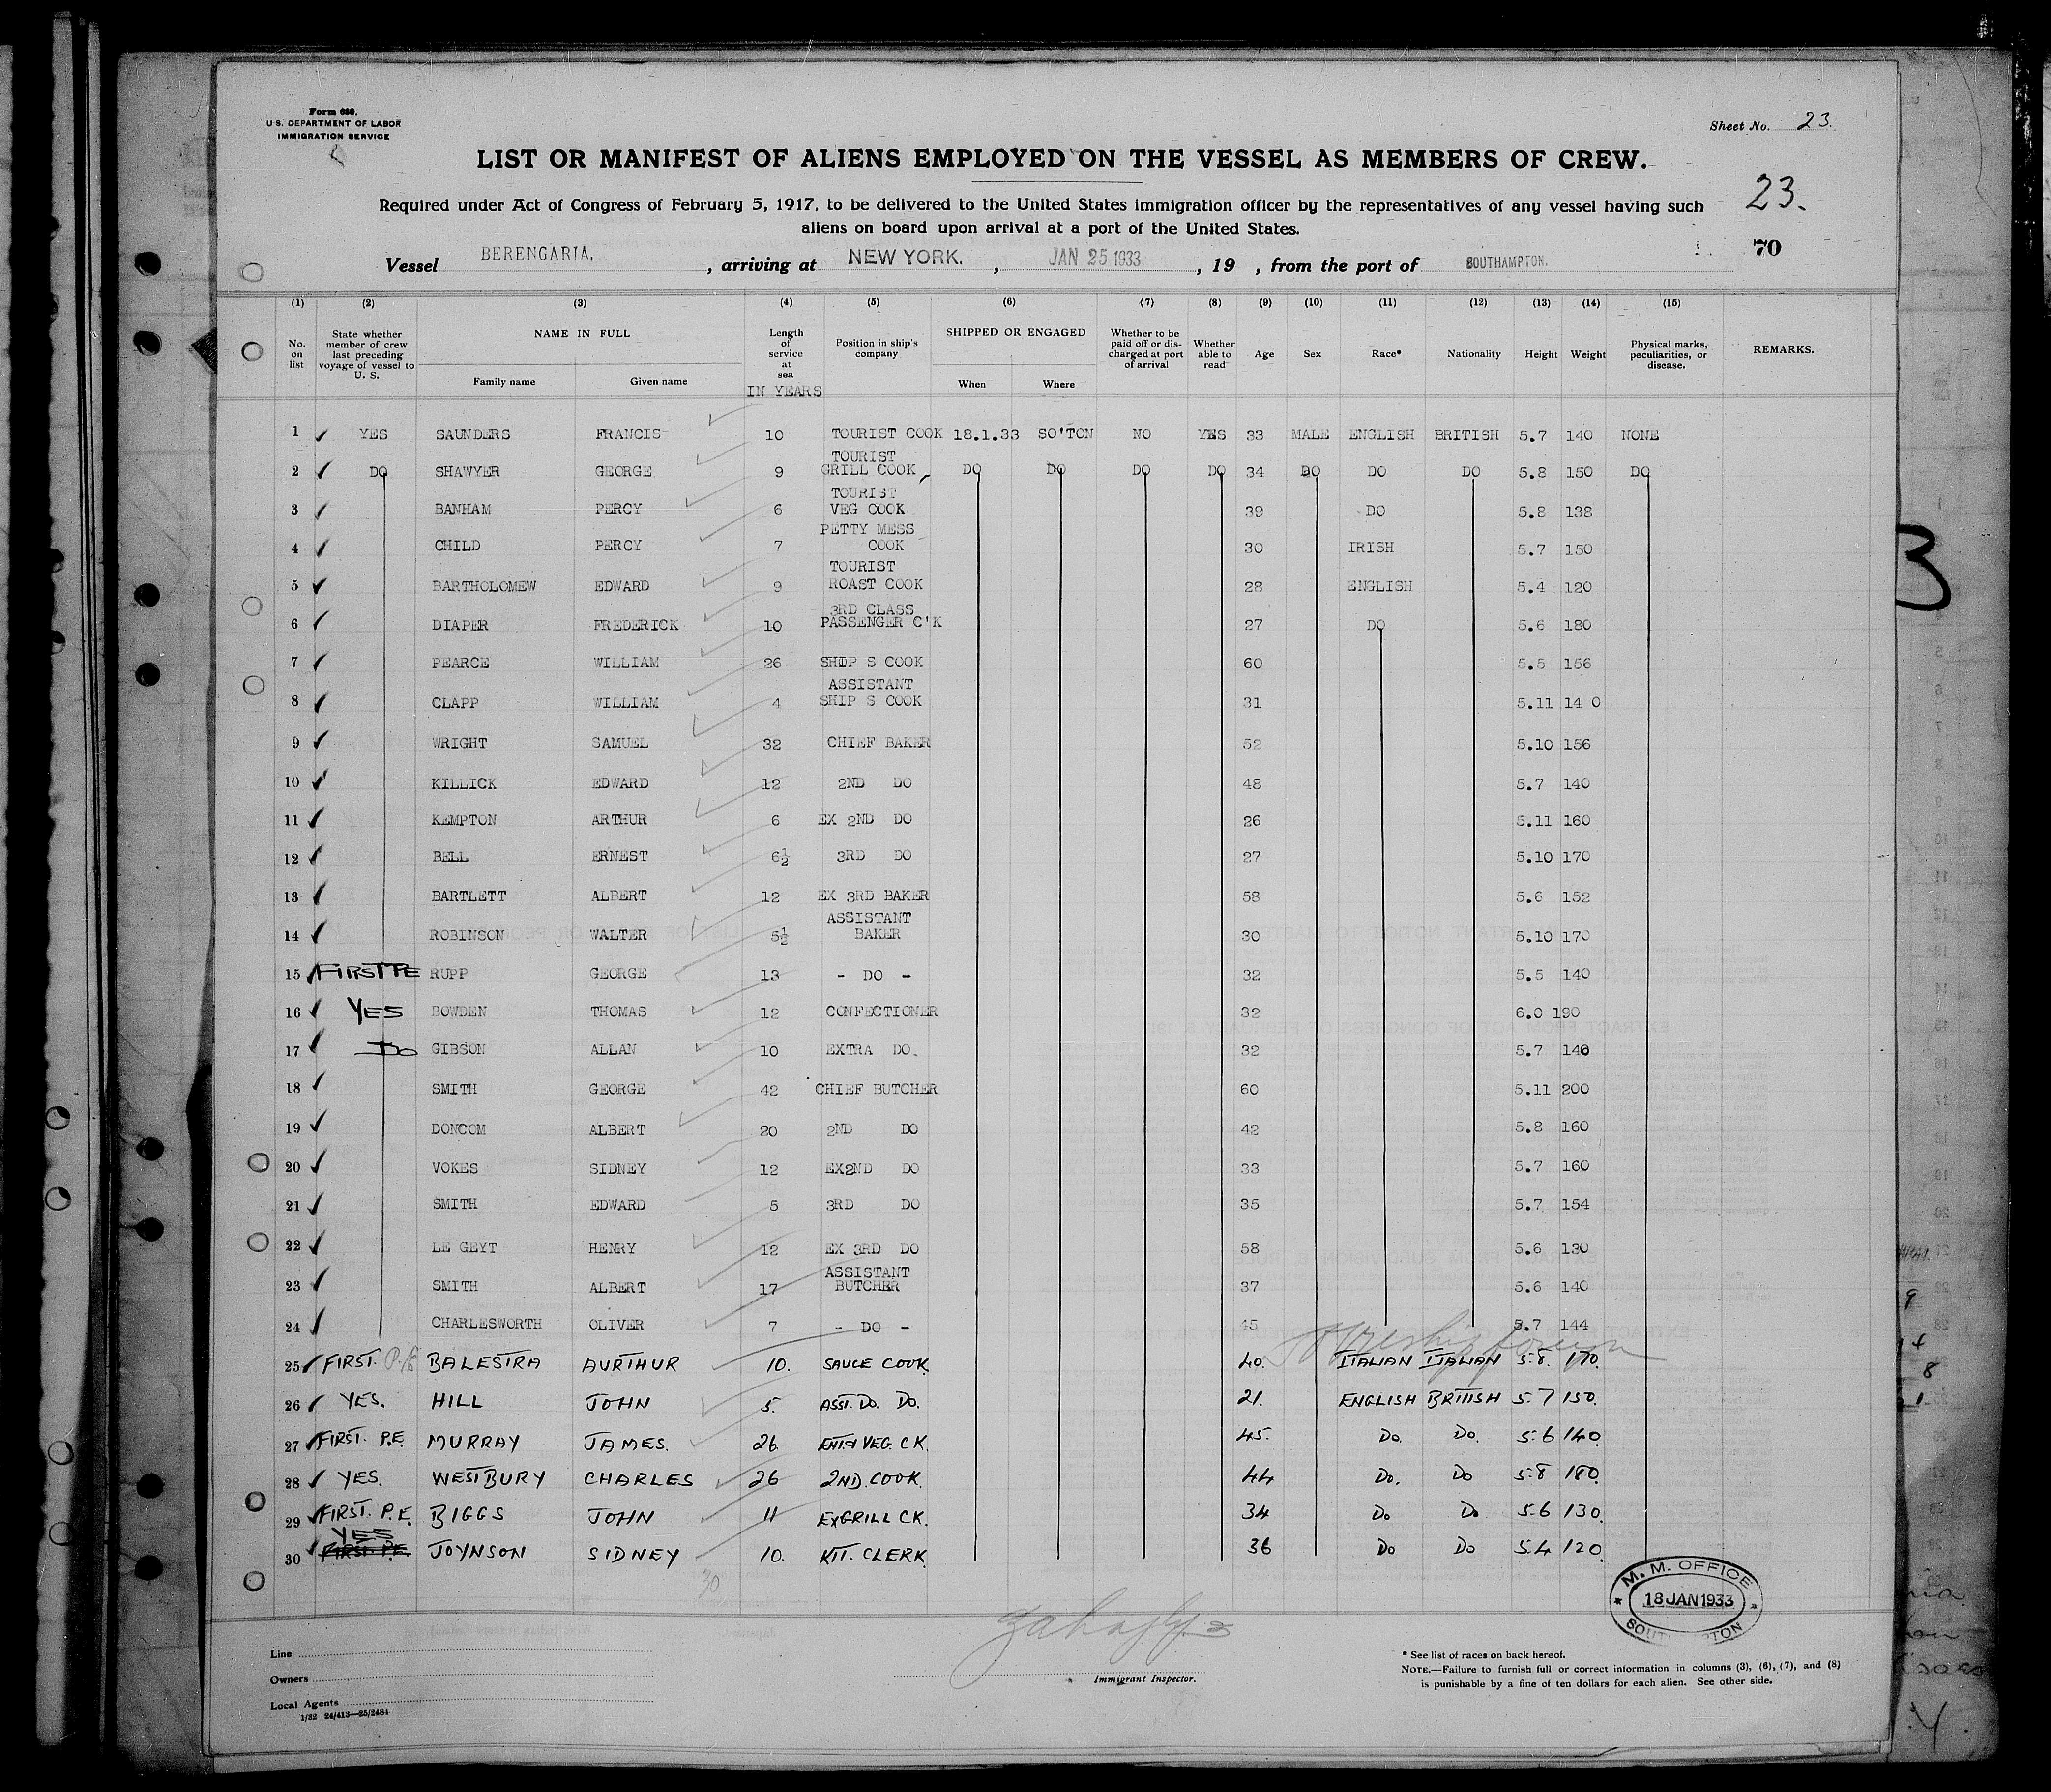 Form 680.
U.S. DEPARTMENT OF LABOR
IMMIGRATION SERVICE
Sheet No. 23.
LIST OR MANIFEST OF ALIENS EMPLOYED ON THE VESSEL AS MEMBERS OF CREW.
23.
Required under Act of Congress of February 5, 1917, to be delivered to the United States immigration officer by the representatives of any vessel having such
aliens on board upon arrival at a port of the United States.
70
Vessel BERENGARIA. , arriving at NEW YORK. , JAN 25 1933 , 19 , from the port of SOUTHAMPTON.
(1) (2) (3) (4) (5) (6) (7) (8) (9) (10) (11) (12) (13) (14) (15)
No. on list State whether member of crew last preceding voyage of vessel to U. S. NAME IN FULL Family name Given name Length of service at sea IN YEARS Position in ship's company SHIPPED OR ENGAGED When Where Whether to be paid off or discharged at port of arrival Whether able to read Age Sex Race* Nationality Height Weight Physical marks, peculiarities, or disease. REMARKS.
1 YES SAUNDERS FRANCIS 10 TOURIST COOK 18.1.33 SO'TON NO YES 33 MALE ENGLISH BRITISH 5.7 140 NONE
2 DO SHAWYER GEORGE 9 TOURIST GRILL COOK DO DO DO DO 34 DO DO DO 5.8 150 DO
3 BANHAM PERCY 6 TOURIST VEG COOK 39 DO 5.8 138
4 CHILD PERCY 7 PETTY MESS COOK 30 IRISH 5.7 150
5 BARTHOLOMEW EDWARD 9 TOURIST ROAST COOK 28 ENGLISH 5.4 120
6 DIAPER FREDERICK 10 3RD CLASS PASSENGER C'K 27 DO 5.6 180
7 PEARCE WILLIAM 26 SHIP S COOK 60 5.5 156
8 CLAPP WILLIAM 4 ASSISTANT SHIP S COOK 31 5.11 14 0
9 WRIGHT SAMUEL 32 CHIEF BAKER 52 5.10 156
10 KILLICK EDWARD 12 2ND DO 48 5.7 140
11 KEMPTON ARTHUR 6 EX 2ND DO 26 5.11 160
12 BELL ERNEST 6½ 3RD DO 27 5.10 170
13 BARTLETT ALBERT 12 EX 3RD BAKER 58 5.6 152
14 ROBINSON WALTER 5½ ASSISTANT BAKER 30 5.10 170
15 FIRST PE RUPP GEORGE 13 - DO - 32 5.5 140
16 YES BOWDEN THOMAS 12 CONFECTIONER 32 6.0 190
17 Do GIBSON ALLAN 10 EXTRA DO. 32 5.7 140
18 SMITH GEORGE 42 CHIEF BUTCHER 60 5.11 200
19 DONCOM ALBERT 20 2ND DO 42 5.8 160
20 VOKES SIDNEY 12 EX2ND DO 33 5.7 160
21 SMITH EDWARD 5 3RD DO 35 5.7 154
22 LE GEYT HENRY 12 EX 3RD DO 58 5.6 130
23 SMITH ALBERT 17 ASSISTANT BUTCHER 37 5.6 140
24 CHARLESWORTH OLIVER 7 - DO - 45 5.7 144
25 FIRST. P/E BALESTRA AURTHUR 10. SAUCE COOK 40. ITALIAN ITALIAN 5.8. 170.
26 YES. HILL JOHN 5. ASST. DO. DO. 21. ENGLISH BRITISH 5.7 150.
27 FIRST. P.E. MURRAY JAMES. 26. VEG. CK. 45. Do. Do. 5.6 140.
28 YES. WESTBURY CHARLES 26 2ND. COOK. 44 Do. Do 5.8 180.
29 FIRST. P.E. BIGGS JOHN 11 EXGRILL CK. 34 Do Do 5.6 130.
30 YES FIRST. P.E. JOYNSON SIDNEY 10. KIT. CLERK 36 Do Do 5.4 120.
30
M. M. OFFICE
18 JAN 1933
SOUTHAMPTON
Line
Owners
Local Agents
1/32 24/413—25/2484
Immigrant Inspector.
* See list of races on back hereof.
NOTE.—Failure to furnish full or correct information in columns (3), (6), (7), and (8)
is punishable by a fine of ten dollars for each alien. See other side.